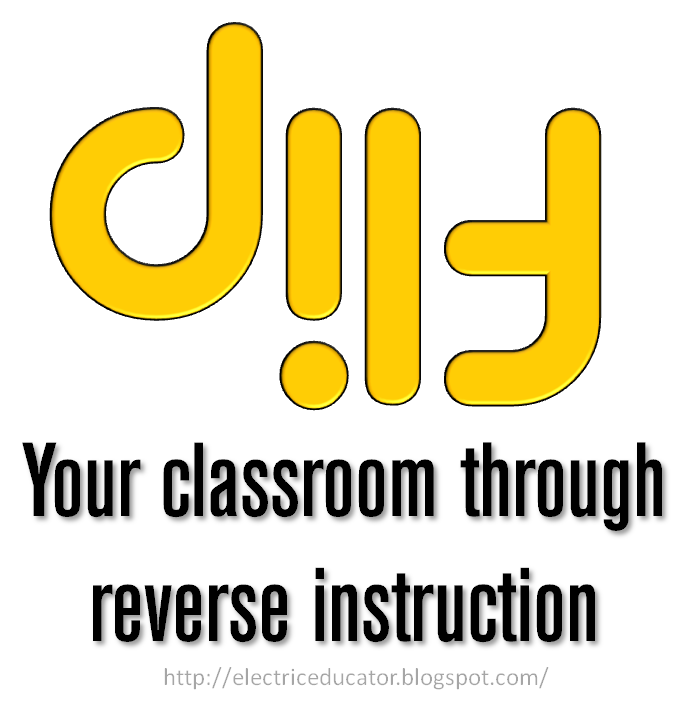 flip
Your classroom through
reverse instruction
http://electriceducator.blogspot.com/